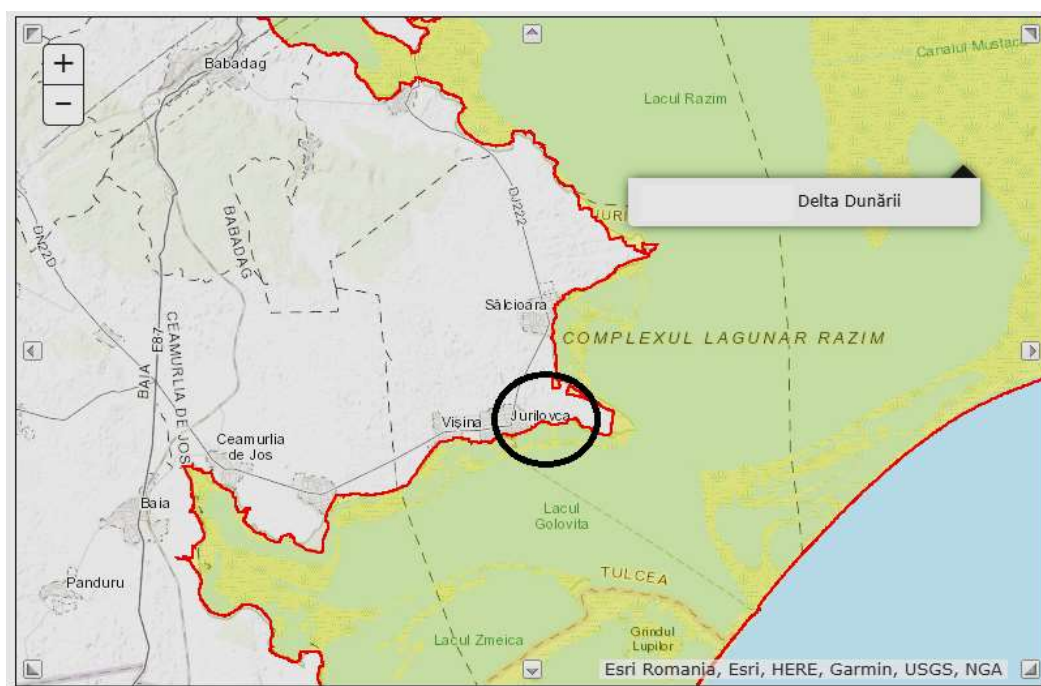 +
−
Babadag
Canalul Mustaca
Lacul Razim
DJ222
Delta Dunării
JURI
DN22D
BABADAG
Sălcioara
COMPLEXUL LAGUNAR RAZIM
E87
CEAMURLIA DE JOS
BAIA
Vișina
Jurilovca
Ceamurlia
de Jos
Baia
Lacul
Golovita
TULCEA
Panduru
Lacul Zmeica
Grindul
Lupilor
Esri Romania, Esri, HERE, Garmin, USGS, NGA